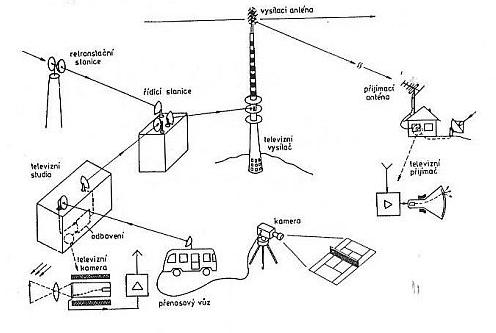 vysílací anténa
retranslační
stanice
řídící stanice
přijímací
anténa
televizní
studio
televizní
vysílač
televizní
přijímač
odbavení
kamera
televizní
kamera
přenosový vůz